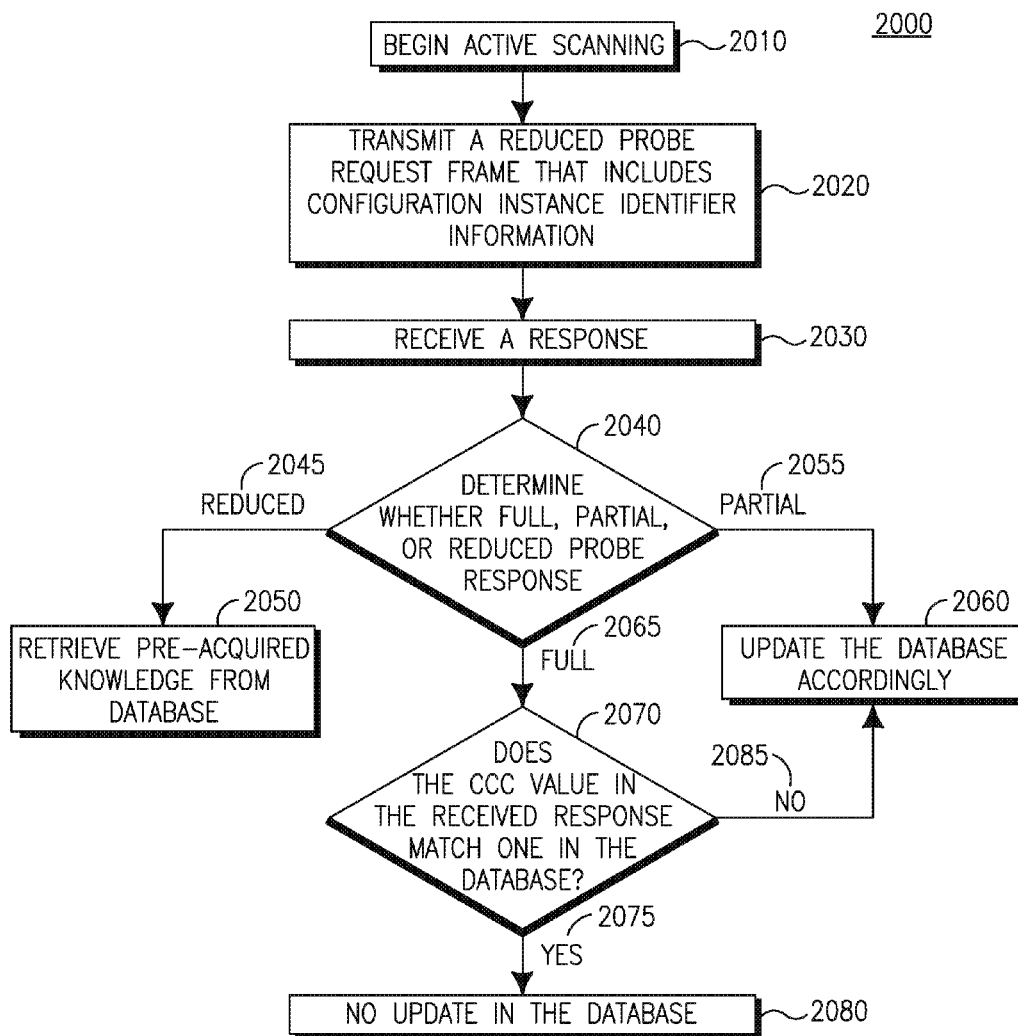 2000
BEGIN ACTIVE SCANNING
2010
TRANSMIT A REDUCED PROBE
REQUEST FRAME THAT INCLUDES
CONFIGURATION INSTANCE IDENTIFIER
INFORMATION
2020
RECEIVE A RESPONSE
2030
2040
DETERMINE
WHETHER FULL, PARTIAL,
OR REDUCED PROBE
RESPONSE
2045
REDUCED
2055
PARTIAL
2050
RETRIEVE PRE-ACQUIRED
KNOWLEDGE FROM
DATABASE
2065
FULL
2060
UPDATE THE DATABASE
ACCORDINGLY
2070
DOES
THE CCC VALUE IN
THE RECEIVED RESPONSE
MATCH ONE IN THE
DATABASE?
2085
NO
2075
YES
NO UPDATE IN THE DATABASE
2080